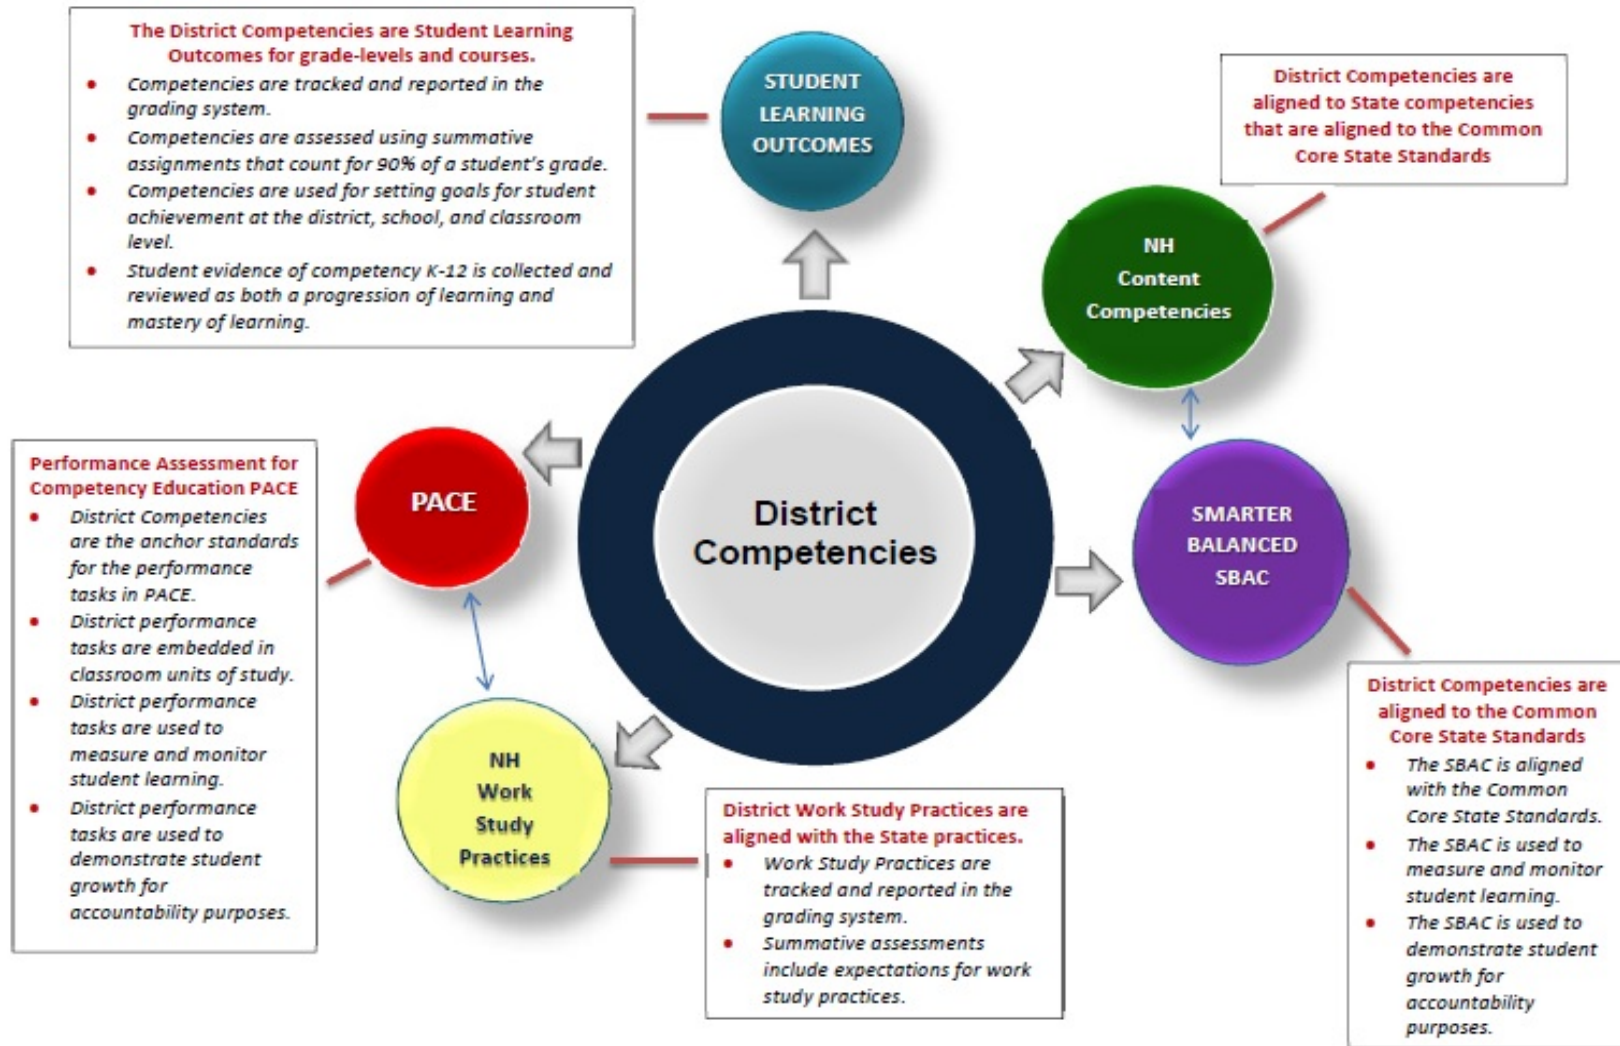 The District Competencies are Student Learning
Outcomes for grade-levels and courses.
• Competencies are tracked and reported in the
grading system.
• Competencies are assessed using summative
assignments that count for 90% of a student's grade.
• Competencies are used for setting goals for student
achievement at the district, school, and classroom
level.
• Student evidence of competency K-12 is collected and
reviewed as both a progression of learning and
mastery of learning.
STUDENT
LEARNING
OUTCOMES
District Competencies are
aligned to State competencies
that are aligned to the Common
Core State Standards
NH
Content
Competencies
Performance Assessment for
Competency Education PACE
• District Competencies
are the anchor standards
for the performance
tasks in PACE.
• District performance
tasks are embedded in
classroom units of study.
• District performance
tasks are used to
measure and monitor
student learning.
• District performance
tasks are used to
demonstrate student
growth for
accountability purposes.
PACE
District
Competencies
SMARTER
BALANCED
SBAC
NH
Work
Study
Practices
District Work Study Practices are
aligned with the State practices.
• Work Study Practices are
tracked and reported in the
grading system.
• Summative assessments
include expectations for work
study practices.
District Competencies are
aligned to the Common
Core State Standards
• The SBAC is aligned
with the Common
Core State Standards.
• The SBAC is used to
measure and monitor
student learning.
• The SBAC is used to
demonstrate student
growth for
accountability
purposes.